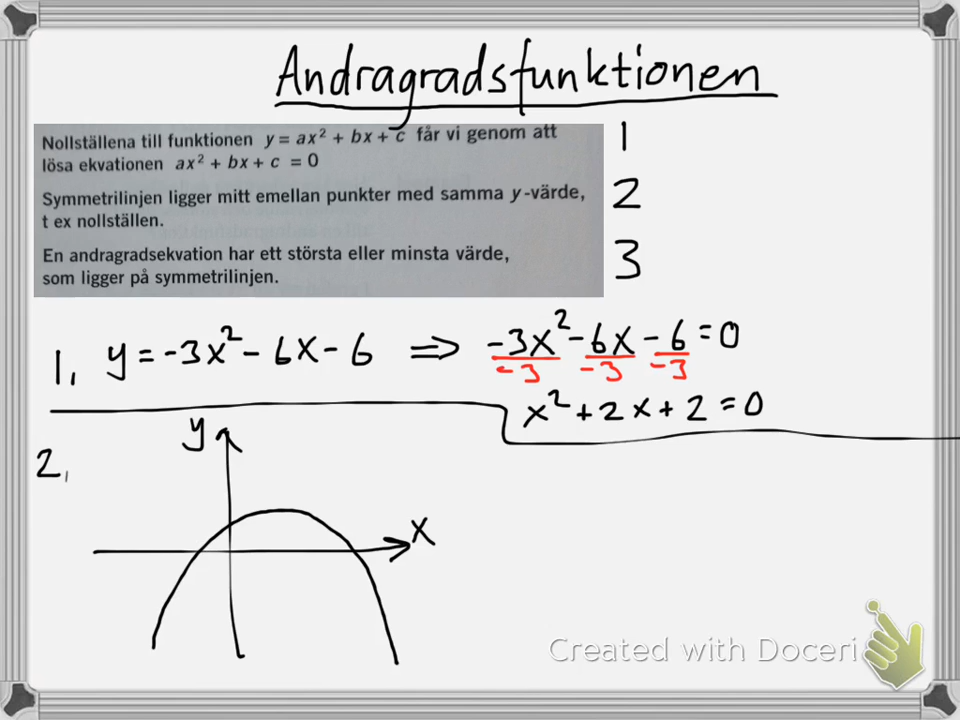 Andragradsfunktionen
Nollställena till funktionen y = ax² + bx + c får vi genom att
lösa ekvationen ax² + bx + c = 0
Symmetrilinjen ligger mitt emellan punkter med samma y-värde,
t ex nollställen.
En andragradsekvation har ett största eller minsta värde,
som ligger på symmetrilinjen.
1
2
3
1, y = -3x² - 6x - 6 ⇒ -3x² - 6x - 6 = 0
-3 -3 -3
x² + 2x + 2 = 0
2,
y
x
Created with Doceri